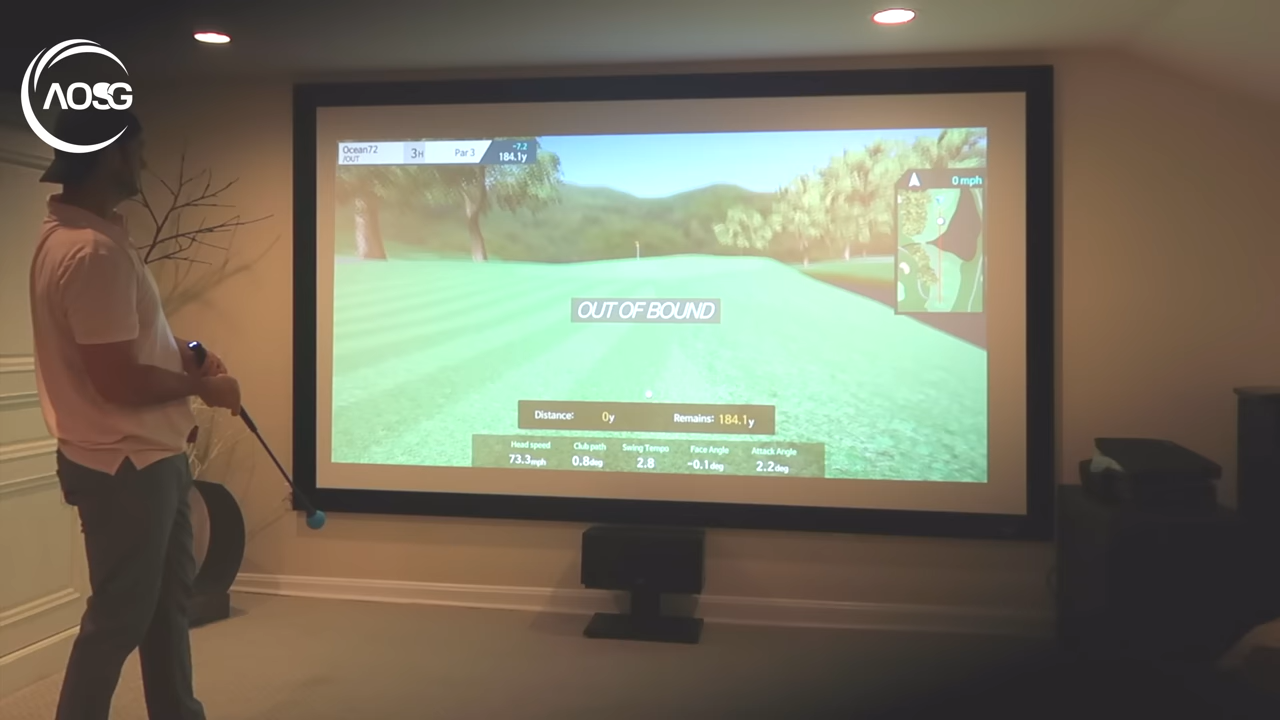 AOSG
Ocean72
/OUT
3H
Par 3
-7.2
184.1y
0 mph
OUT OF BOUND
Distance: 0y Remains: 184.1y
Head speed Club path Swing Tempo Face Angle Attack Angle
73.3mph 0.8deg 2.8 -0.1deg 2.2deg